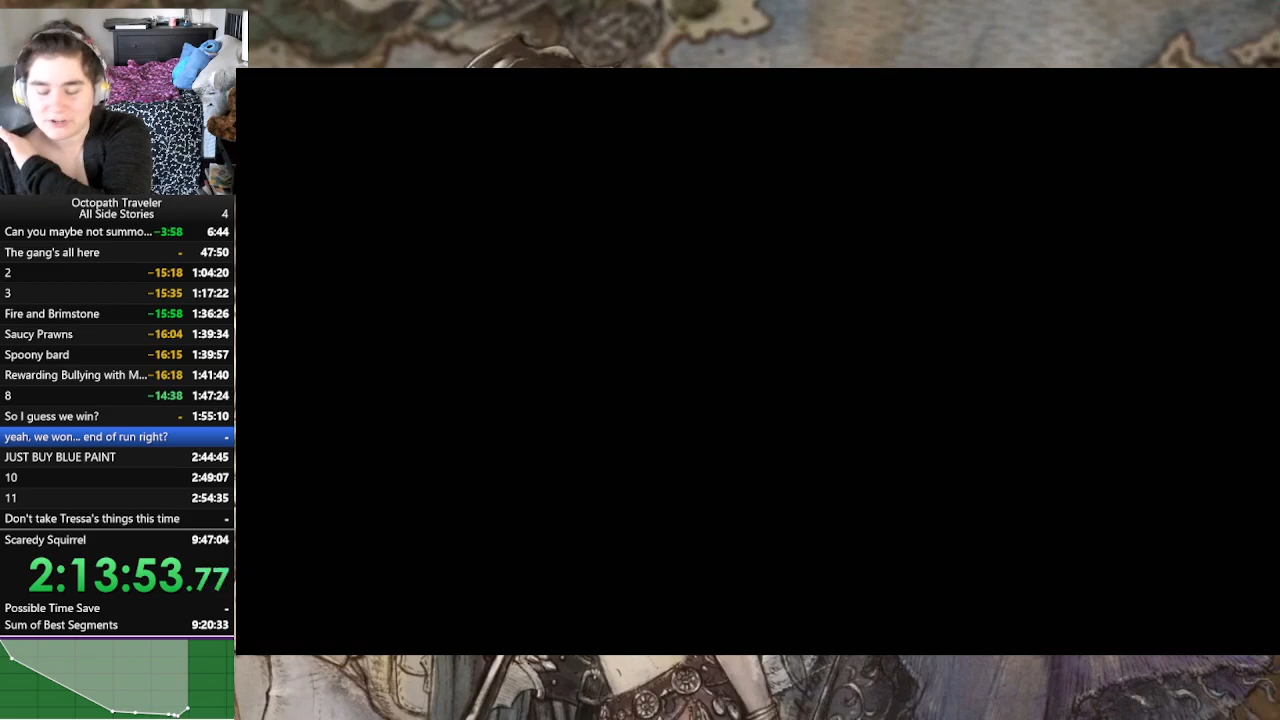 Octopath Traveler
All Side Stories 4
Can you maybe not summo... −3:58 6:44
The gang's all here - 47:50
2 −15:18 1:04:20
3 −15:35 1:17:22
Fire and Brimstone −15:58 1:36:26
Saucy Prawns −16:04 1:39:34
Spoony bard −16:15 1:39:57
Rewarding Bullying with M... −16:18 1:41:40
8 −14:38 1:47:24
So I guess we win? - 1:55:10
yeah, we won... end of run right? -
JUST BUY BLUE PAINT 2:44:45
10 2:49:07
11 2:54:35
Don't take Tressa's things this time -
Scaredy Squirrel 9:47:04
2:13:53.77
Possible Time Save -
Sum of Best Segments 9:20:33